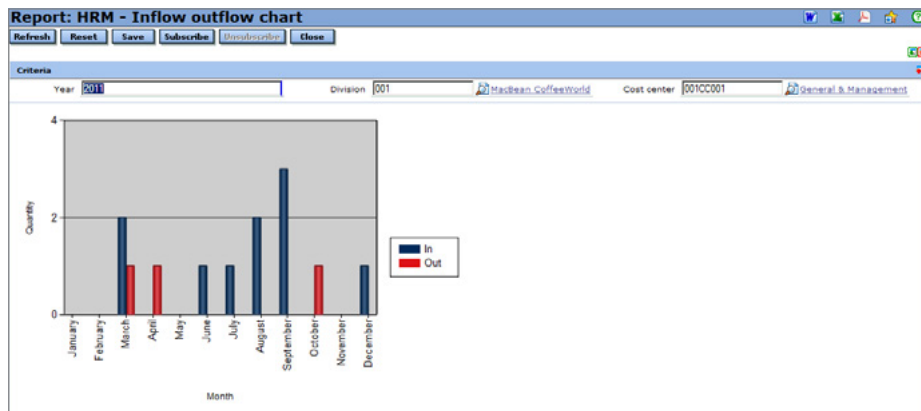 Report: HRM - Inflow outflow chart
Refresh Reset Save Subscribe Unsubscribe Close
Criteria
Year 2011 Division 001 MacBean CoffeeWorld Cost center 001CC001 General & Management
4
2
0
Quantity
In
Out
January
February
March
April
May
June
July
August
September
October
November
December
Month